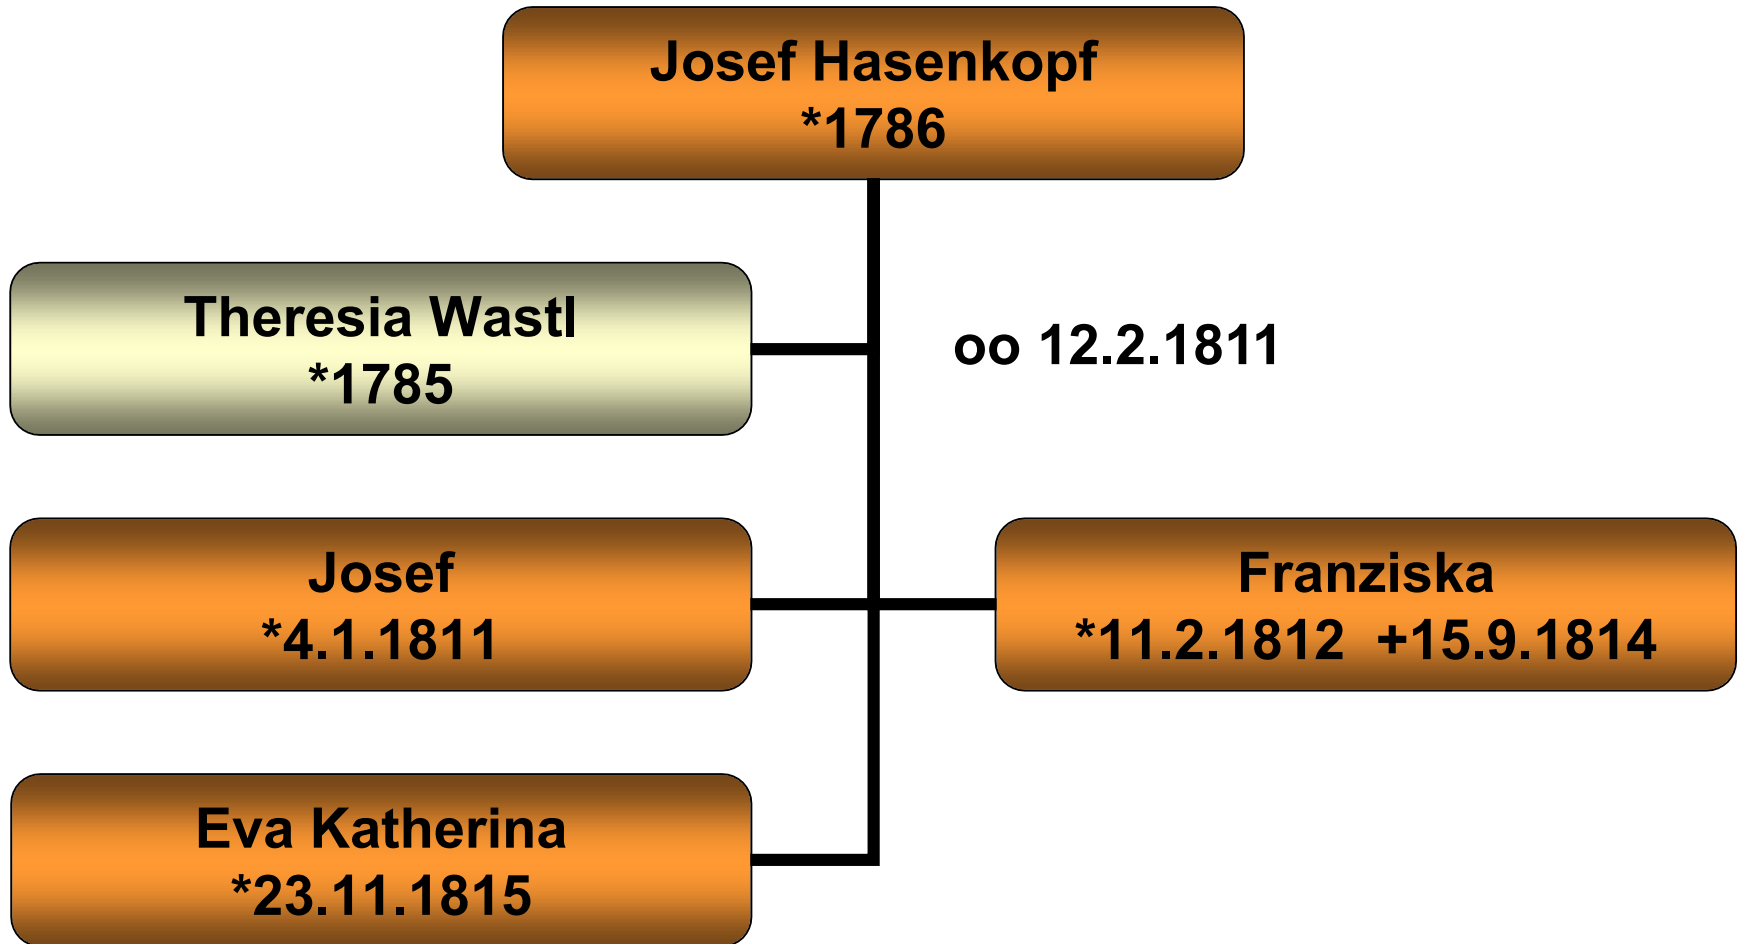 Josef Hasenkopf
*1786
Theresia Wastl
*1785
oo 12.2.1811
Josef
*4.1.1811
Franziska
*11.2.1812  +15.9.1814
Eva Katherina
*23.11.1815